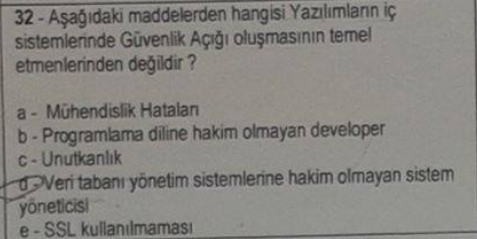 32 - Aşağıdaki maddelerden hangisi Yazılımların iç
sistemlerinde Güvenlik Açığı oluşmasının temel
etmenlerinden değildir ?
a - Mühendislik Hataları
b - Programlama diline hakim olmayan developer
c - Unutkanlık
d - Veri tabanı yönetim sistemlerine hakim olmayan sistem
yöneticisi
e - SSL kullanılmaması